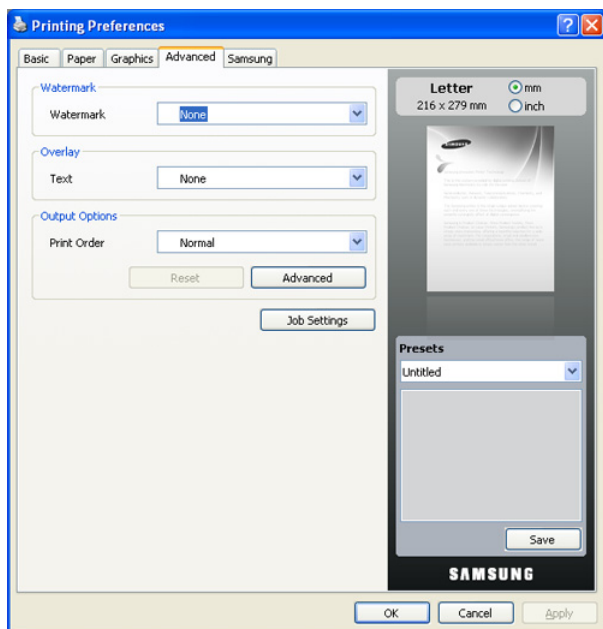 Printing Preferences
Basic Paper Graphics Advanced Samsung
Watermark
Watermark None
Overlay
Text None
Output Options
Print Order Normal
Reset Advanced
Job Settings
Letter mm
216 x 279 mm inch
SAMSUNG
Presets
Untitled
Save
SAMSUNG
OK Cancel Apply